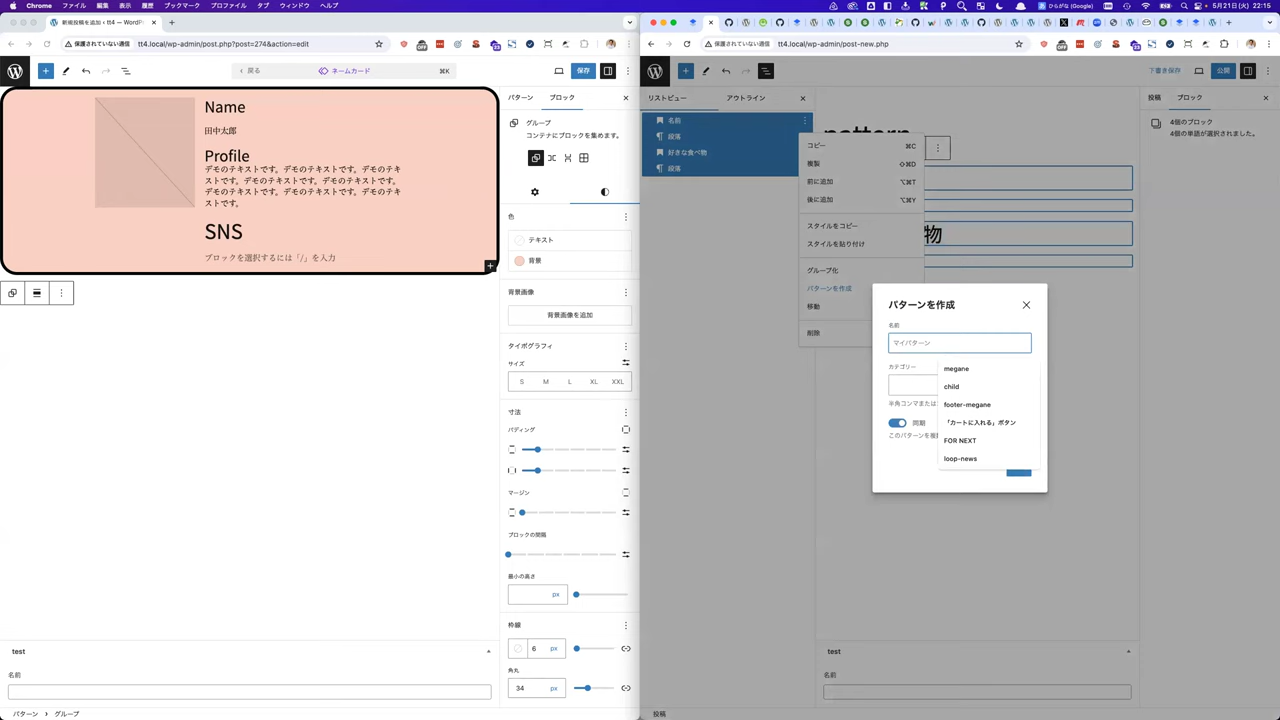 Chrome ファイル 編集 表示 履歴 ブックマーク プロファイル タブ ウィンドウ ヘルプ
ひらがな (Google)
5月21日(火) 22:15
新規投稿を追加 ‹ tt4 — WordPr
保護されていない通信
tt4.local/wp-admin/post.php?post=274&action=edit
戻る
ネームカード
⌘K
保存
Name
田中太郎
Profile
デモのテキストです。デモのテキストです。デモのテキ
ストです。デモのテキストです。デモのテキストです。
デモのテキストです。デモのテキストです。デモのテキ
ストです。
SNS
ブロックを選択するには「/」を入力
パターン ブロック
グループ
コンテナにブロックを集めます。
色
テキスト
背景
背景画像
背景画像を追加
タイポグラフィ
サイズ
S M L XL XXL
寸法
パディング
マージン
ブロックの間隔
最小の高さ
px
枠線
6 px
角丸
34 px
test
名前
パターン › グループ
保護されていない通信
tt4.local/wp-admin/post-new.php
下書き保存
公開
リストビュー アウトライン
名前
段落
好きな食べ物
段落
pattern
物
コピー ⌘C
複製 ⇧⌘D
前に追加 ⌥⌘T
後に追加 ⌥⌘Y
スタイルをコピー
スタイルを貼り付け
グループ化
パターンを作成
移動
削除
パターンを作成
名前
マイパターン
カテゴリー
半角コンマまたは
同期
このパターンを複
megane
child
footer-megane
「カートに入れる」ボタン
FOR NEXT
loop-news
投稿 ブロック
4個のブロック
4個の単語が選択されました。
test
名前
投稿